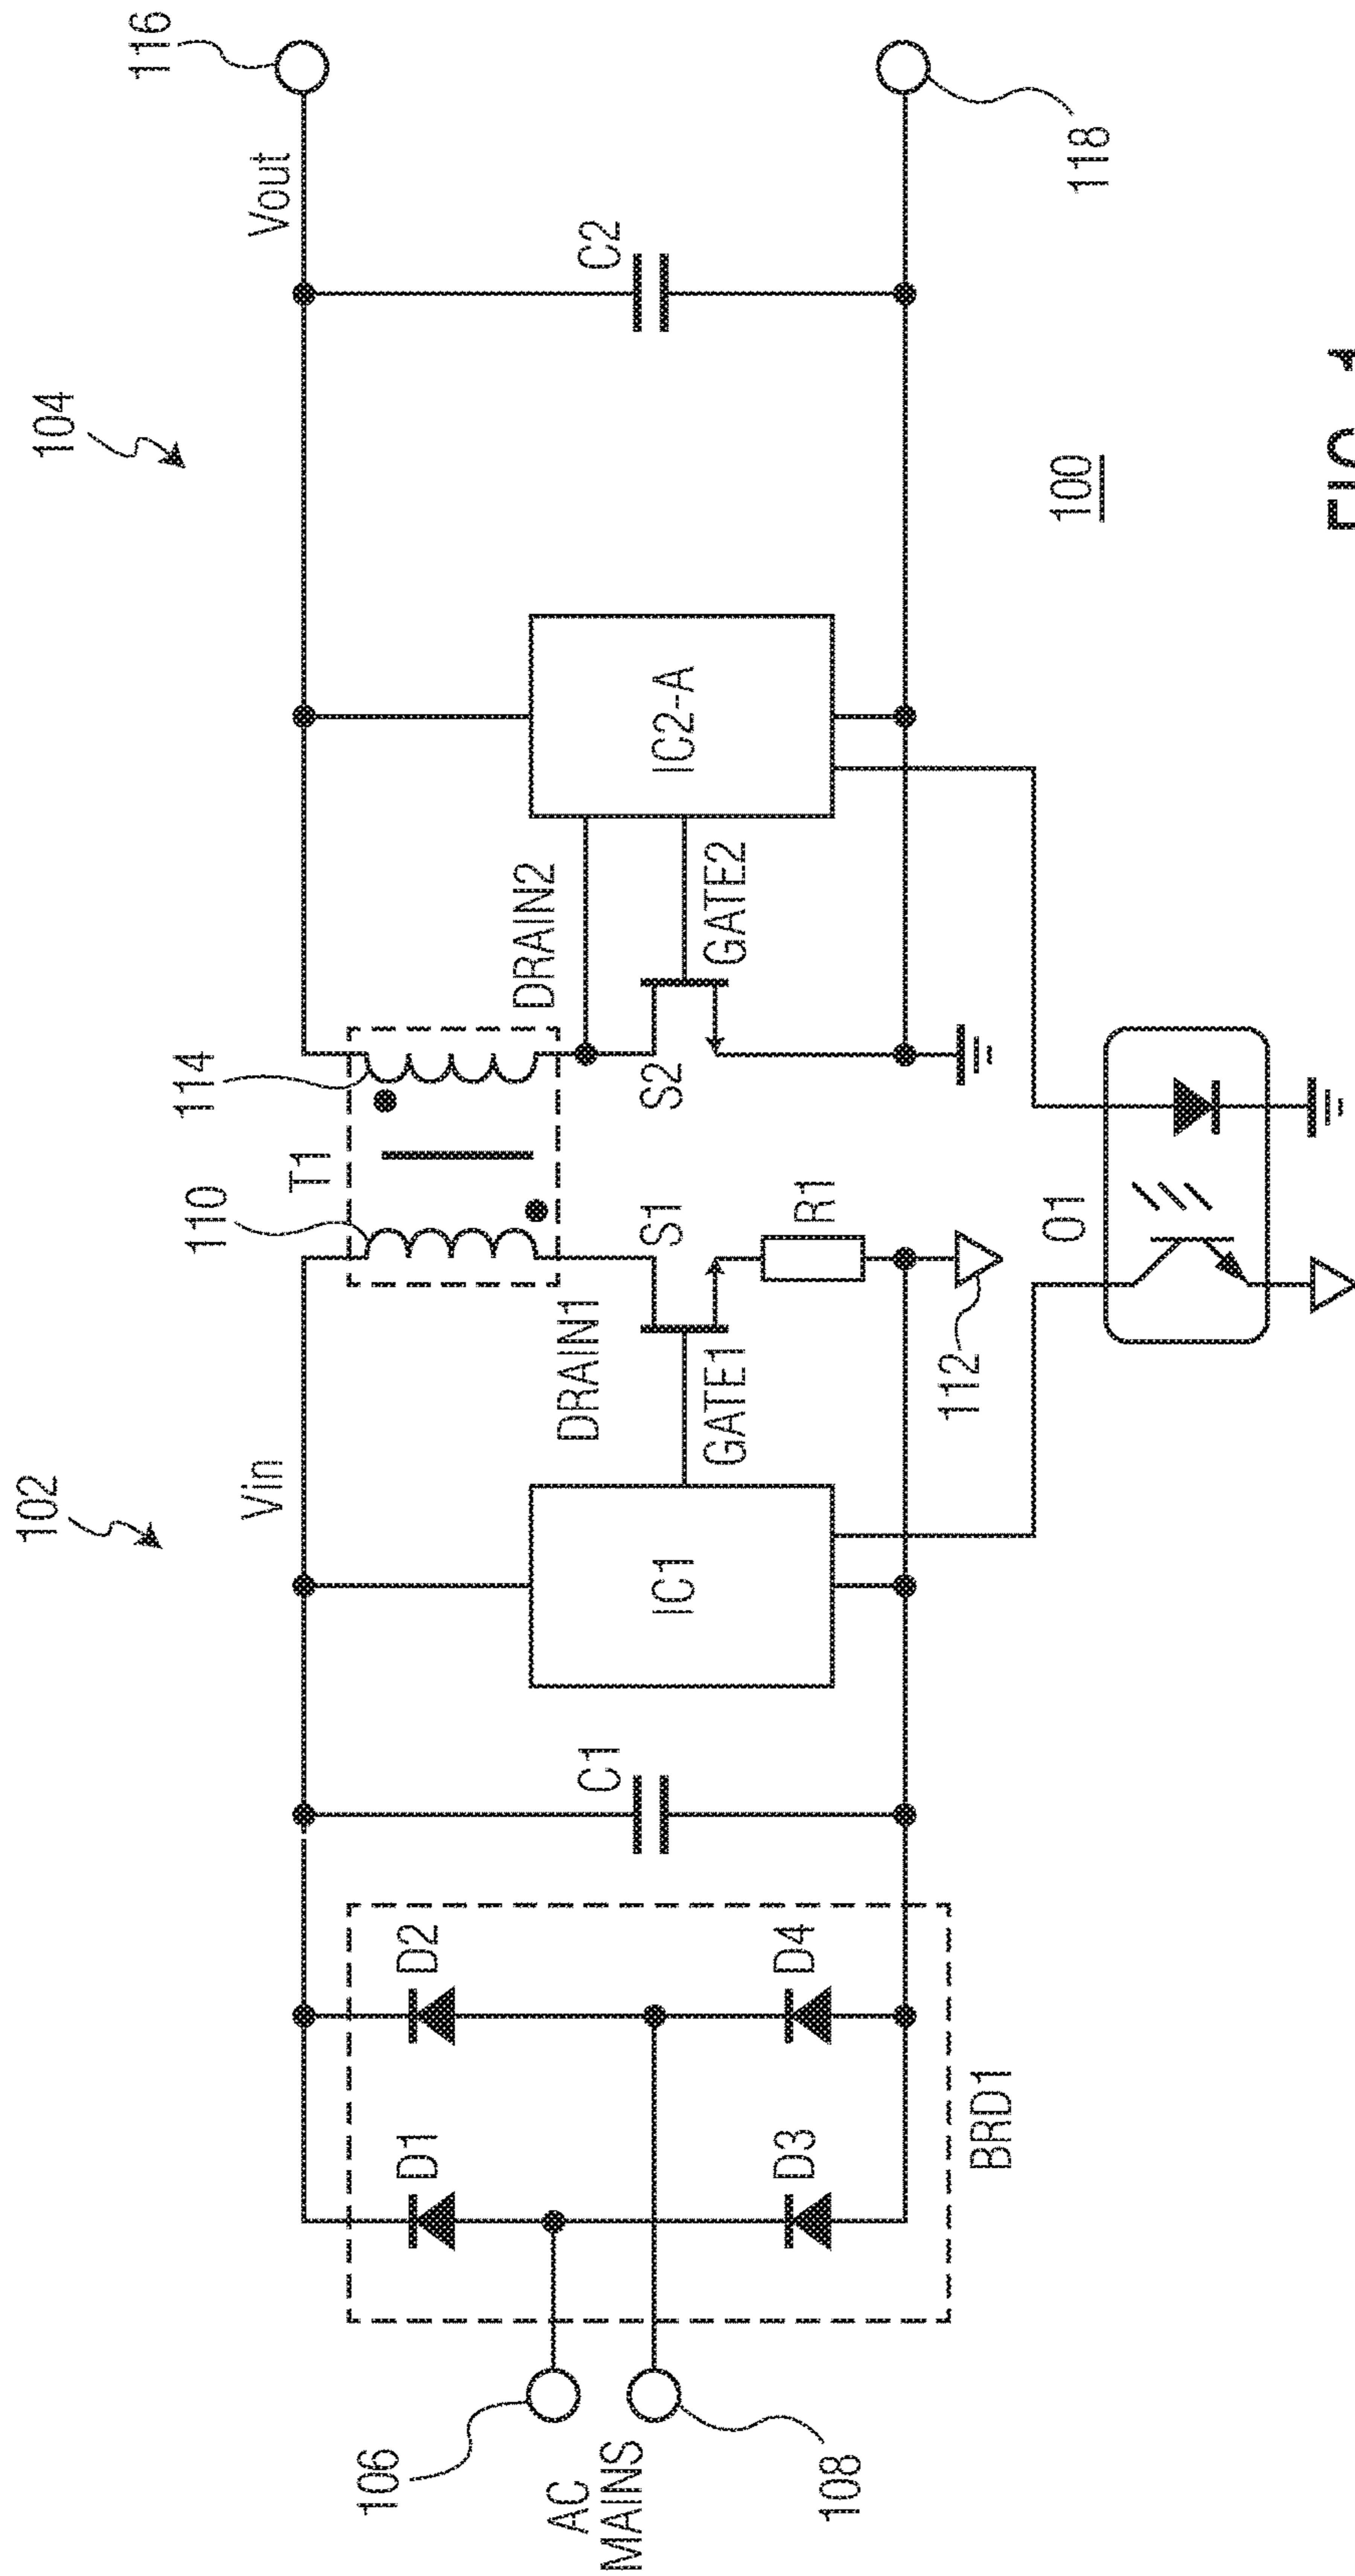 102
104
116
Vin
Vout
110
T1
114
DRAIN1
DRAIN2
D1
D2
C1
IC1
S1
S2
IC2-A
C2
GATE1
GATE2
106
AC
MAINS
108
D3
D4
R1
BRD1
112
O1
100
118